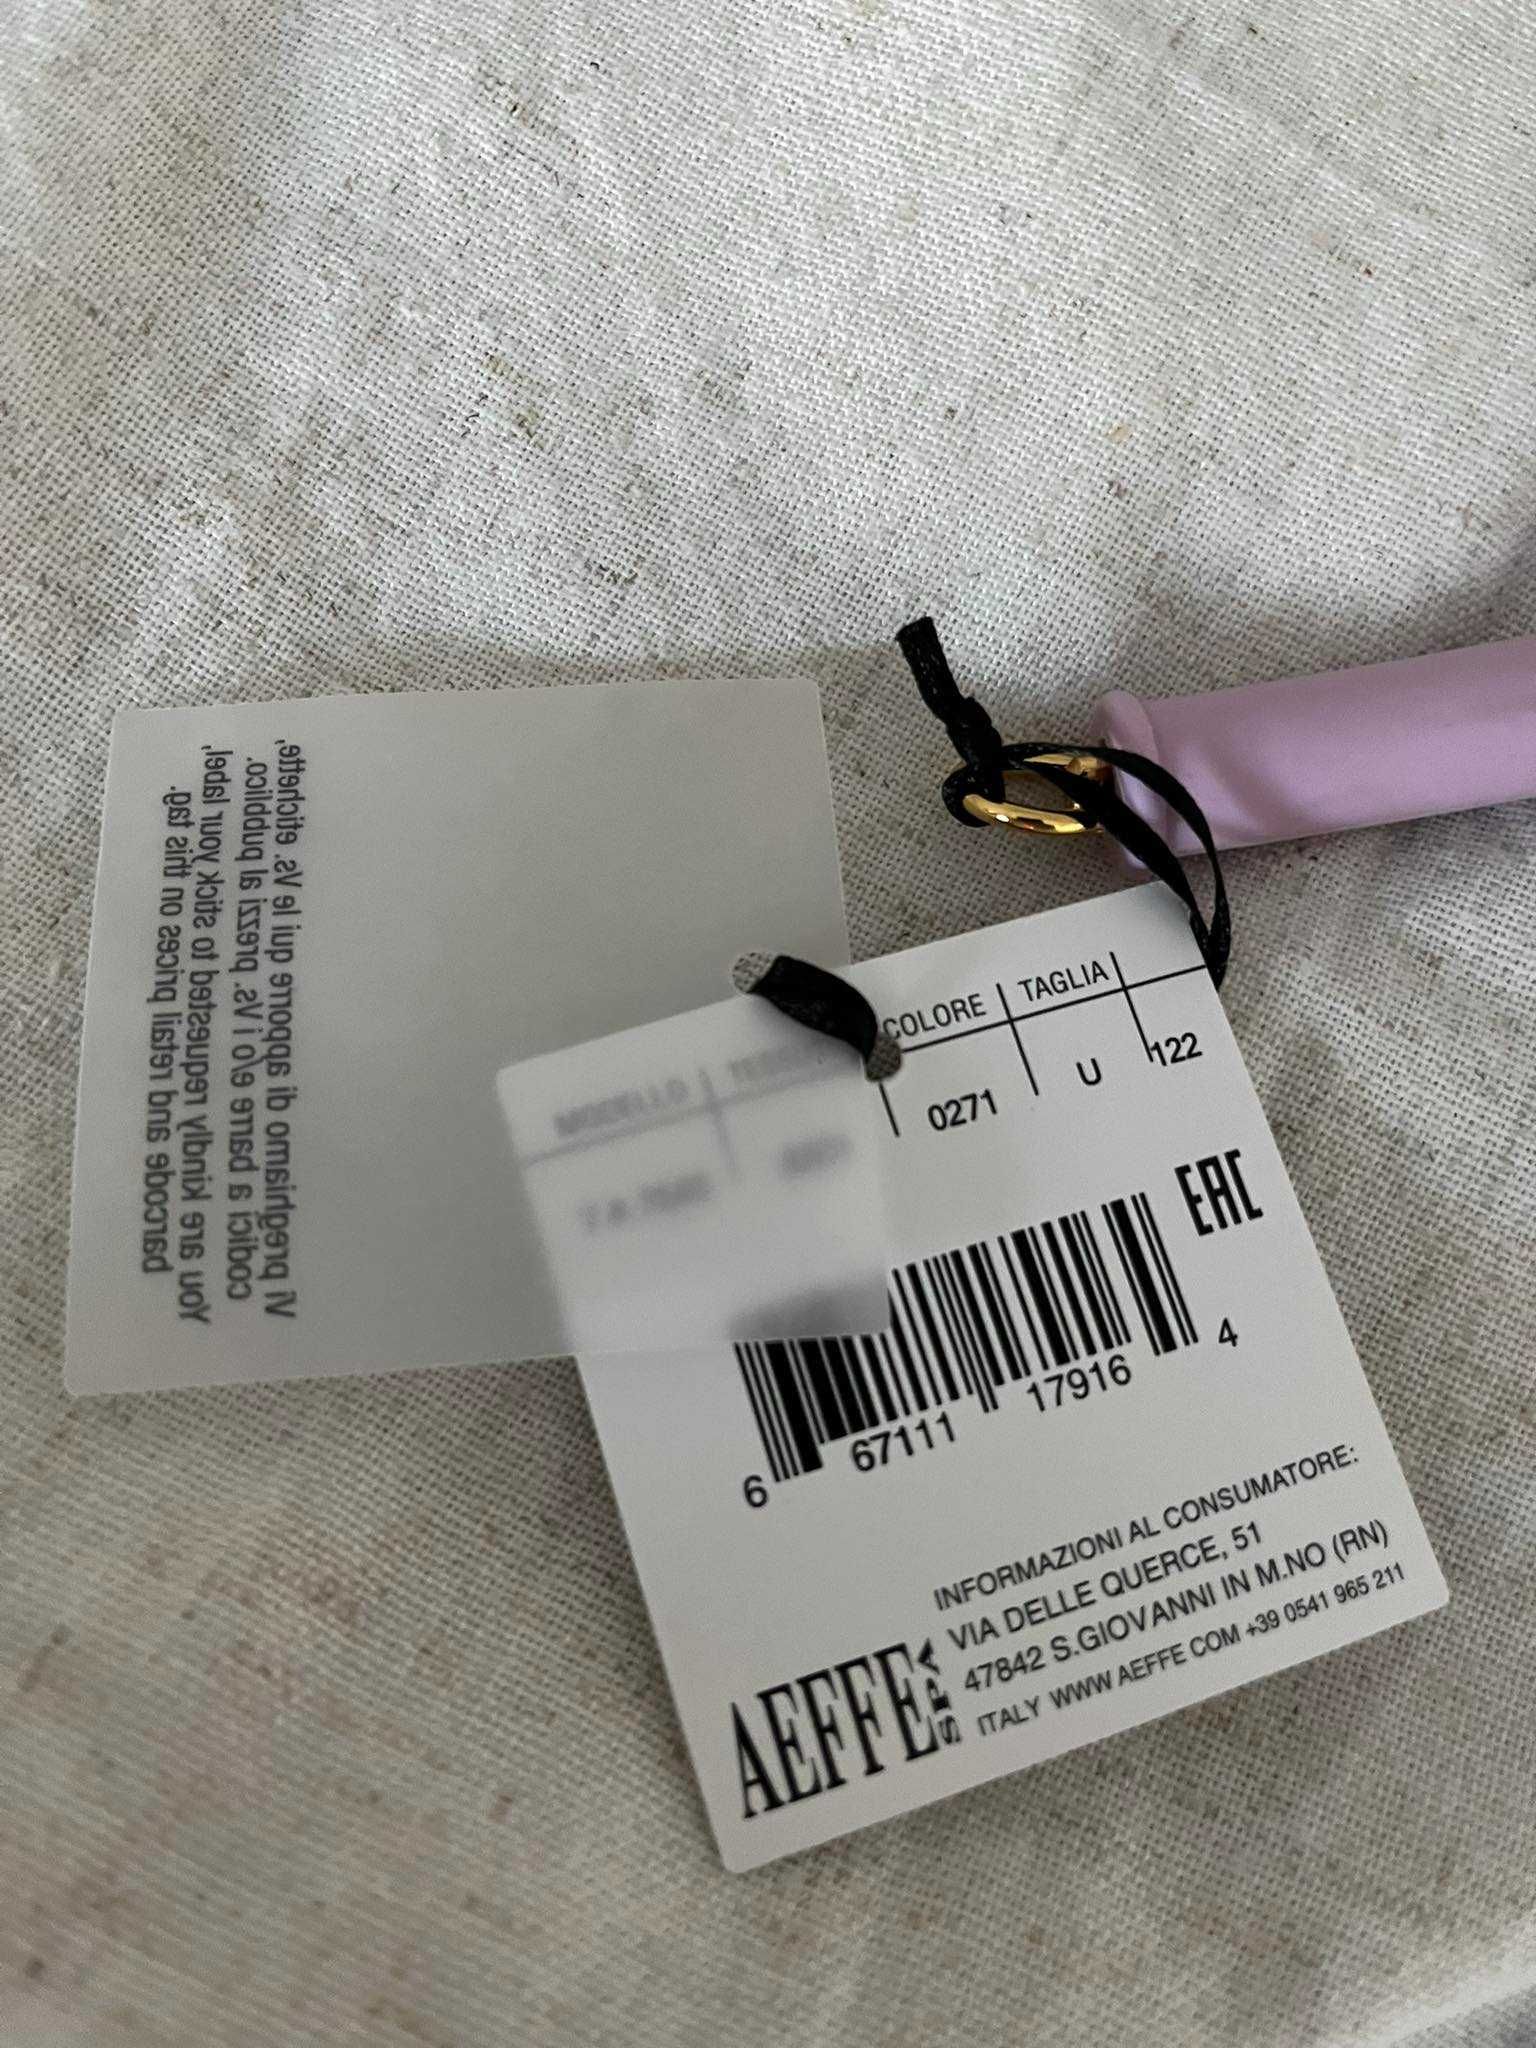 Vi preghiamo di apporre qui le Vs. etichette,
codici a barre e/o i Vs. prezzi al pubblico.
You are kindly requested to stick your label,
barcode and retail prices on this tag.
MODELLO COLORE TAGLIA
0271 U 122
EAC
6 67111 17916 4
INFORMAZIONI AL CONSUMATORE:
VIA DELLE QUERCE, 51
47842 S.GIOVANNI IN M.NO (RN)
ITALY WWW AEFFE COM +39 0541 965 211
AEFFE SPA